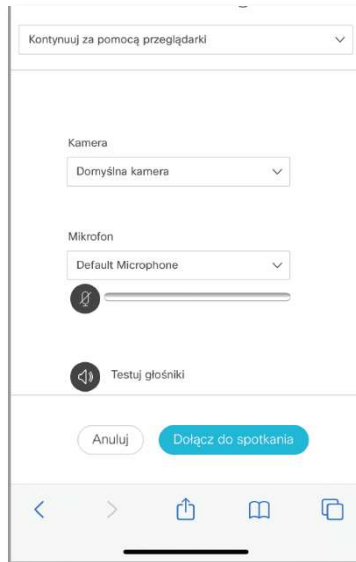 Kontynuuj za pomocą przeglądarki
Kamera
Domyślna kamera
Mikrofon
Default Microphone
Testuj głośniki
Anuluj
Dołącz do spotkania